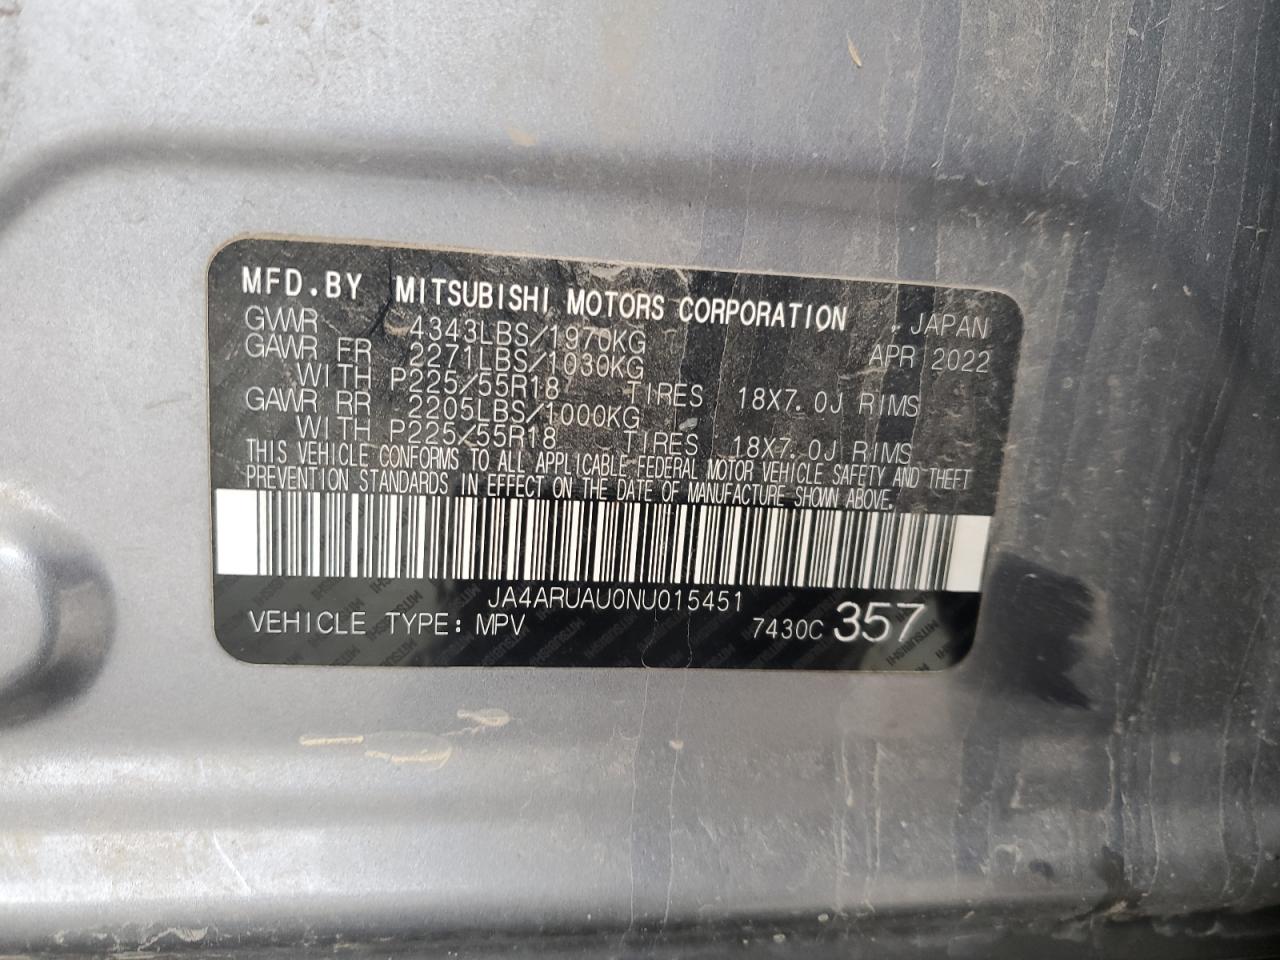 MFD.BY MITSUBISHI MOTORS CORPORATION
GVWR 4343LBS/1970KG JAPAN
GAWR FR 2271LBS/1030KG APR 2022
WITH P225/55R18 TIRES 18X7.0J RIMS
GAWR RR 2205LBS/1000KG
WITH P225/55R18 TIRES 18X7.0J RIMS
THIS VEHICLE CONFORMS TO ALL APPLICABLE FEDERAL MOTOR VEHICLE SAFETY AND THEFT
PREVENTION STANDARDS IN EFFECT ON THE DATE OF MANUFACTURE SHOWN ABOVE.
JA4ARUAU0NU015451
VEHICLE TYPE: MPV 7430C 357